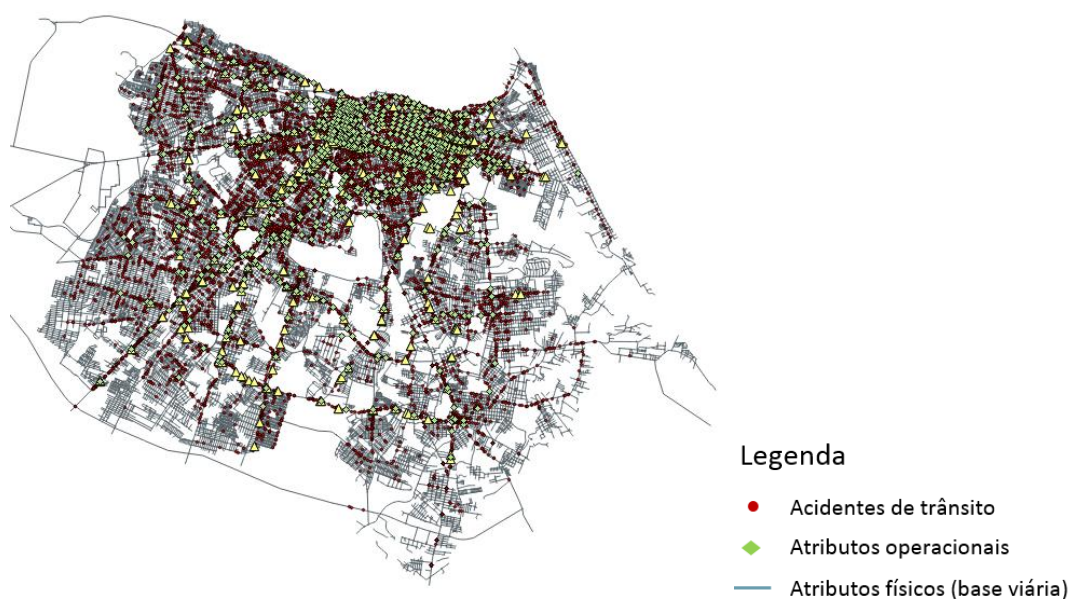 Legenda
Acidentes de trânsito
Atributos operacionais
Atributos físicos (base viária)